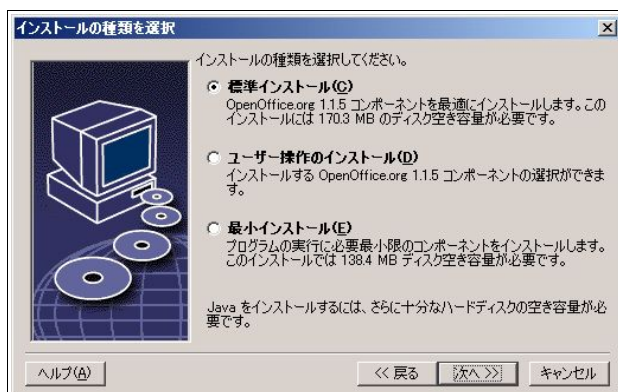 インストールの種類を選択
インストールの種類を選択してください。
標準インストール(C)
OpenOffice.org 1.1.5 コンポーネントを最適にインストールします。この
インストールには 170.3 MB のディスク空き容量が必要です。
ユーザー操作のインストール(D)
インストールする OpenOffice.org 1.1.5 コンポーネントの選択ができま
す。
最小インストール(E)
プログラムの実行に必要最小限のコンポーネントをインストールします。
このインストールでは 138.4 MB ディスク空き容量が必要です。
Java をインストールするには、さらに十分なハードディスクの空き容量が必
要です。
ヘルプ(A)
<< 戻る
次へ >>
キャンセル